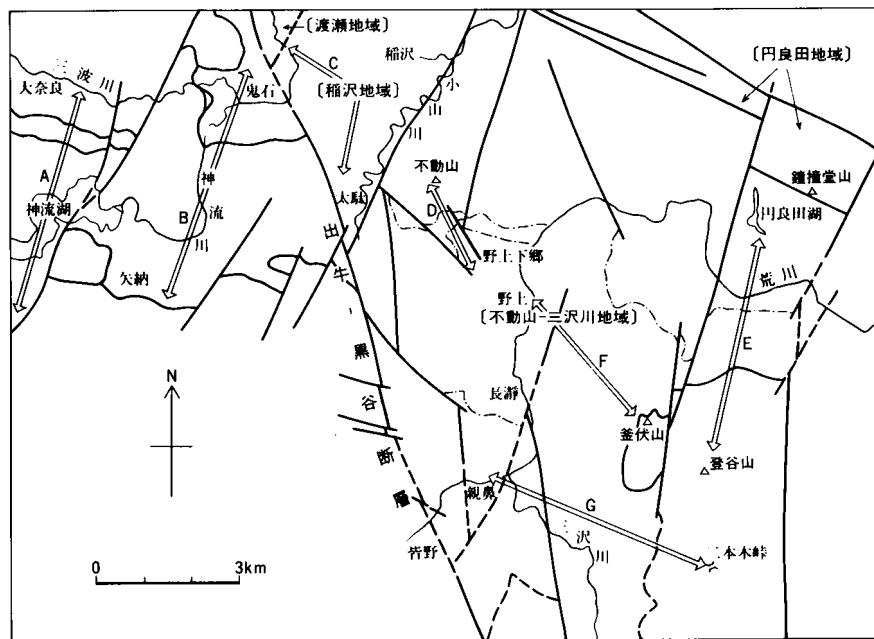 〔渡瀬地域〕
三波川
大奈良
鬼石
C
稲沢
〔稲沢地域〕
小山川
〔円良田地域〕
A
神流湖
B
神流川
太駄
不動山
D
鐘撞堂山
円良田湖
矢納
出牛-黒谷断層
野上下郷
野上
〔不動山-三沢川地域〕
荒川
E
F
N
長瀞
釜伏山
登谷山
親鼻
G
三沢川
皆野
二本木峠
0
3km